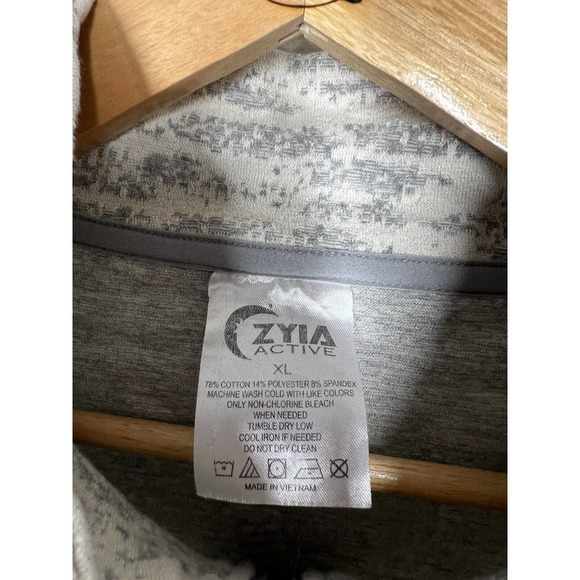 ZYIA
ACTIVE
XL
78% COTTON 14% POLYESTER 8% SPANDEX
MACHINE WASH COLD WITH LIKE COLORS
ONLY NON-CHLORINE BLEACH
WHEN NEEDED
TUMBLE DRY LOW
COOL IRON IF NEEDED
DO NOT DRY CLEAN
MADE IN VIETNAM